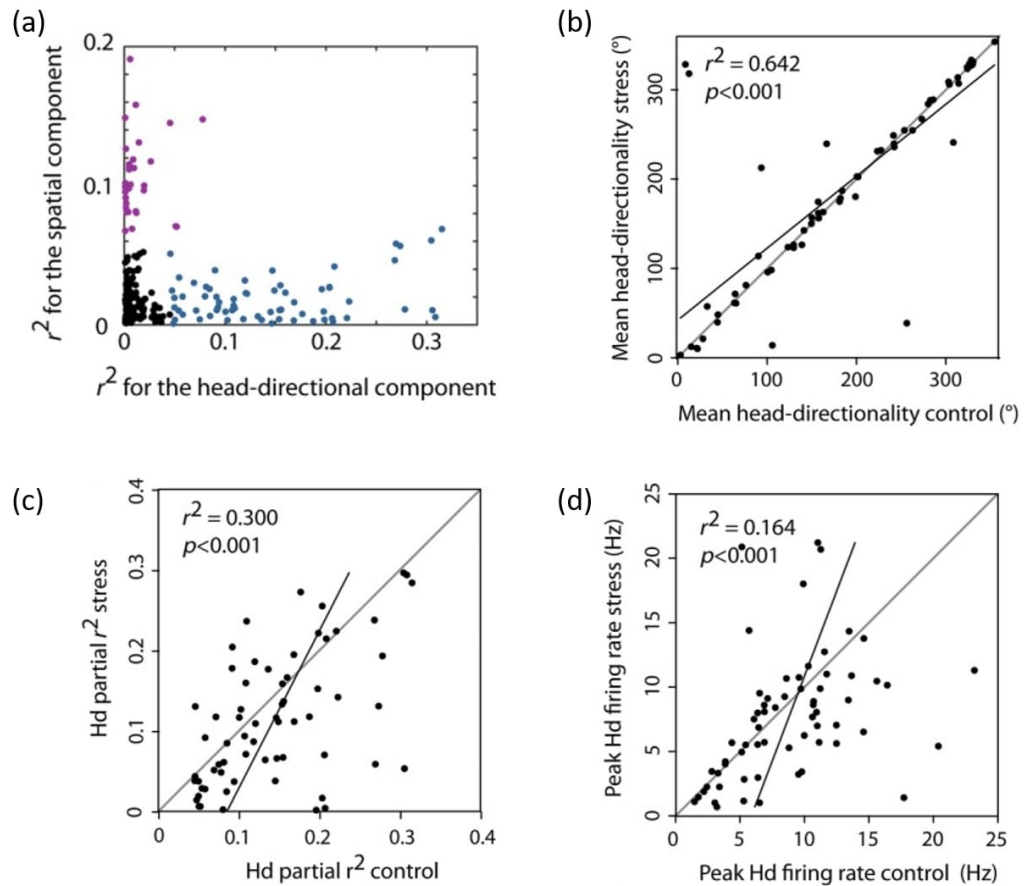 (a)
0.2
0.1
0
0
0.1
0.2
0.3
r2 for the spatial component
r2 for the head-directional component
(b)
r2 = 0.642
p<0.001
300
200
100
0
0
100
200
300
Mean head-directionality stress (°)
Mean head-directionality control (°)
(c)
r2 = 0.300
p<0.001
0.4
0.3
0.2
0.1
0
0
0.1
0.2
0.3
0.4
Hd partial r2 stress
Hd partial r2 control
(d)
r2 = 0.164
p<0.001
25
20
15
10
5
0
0
5
10
15
20
25
Peak Hd firing rate stress (Hz)
Peak Hd firing rate control (Hz)